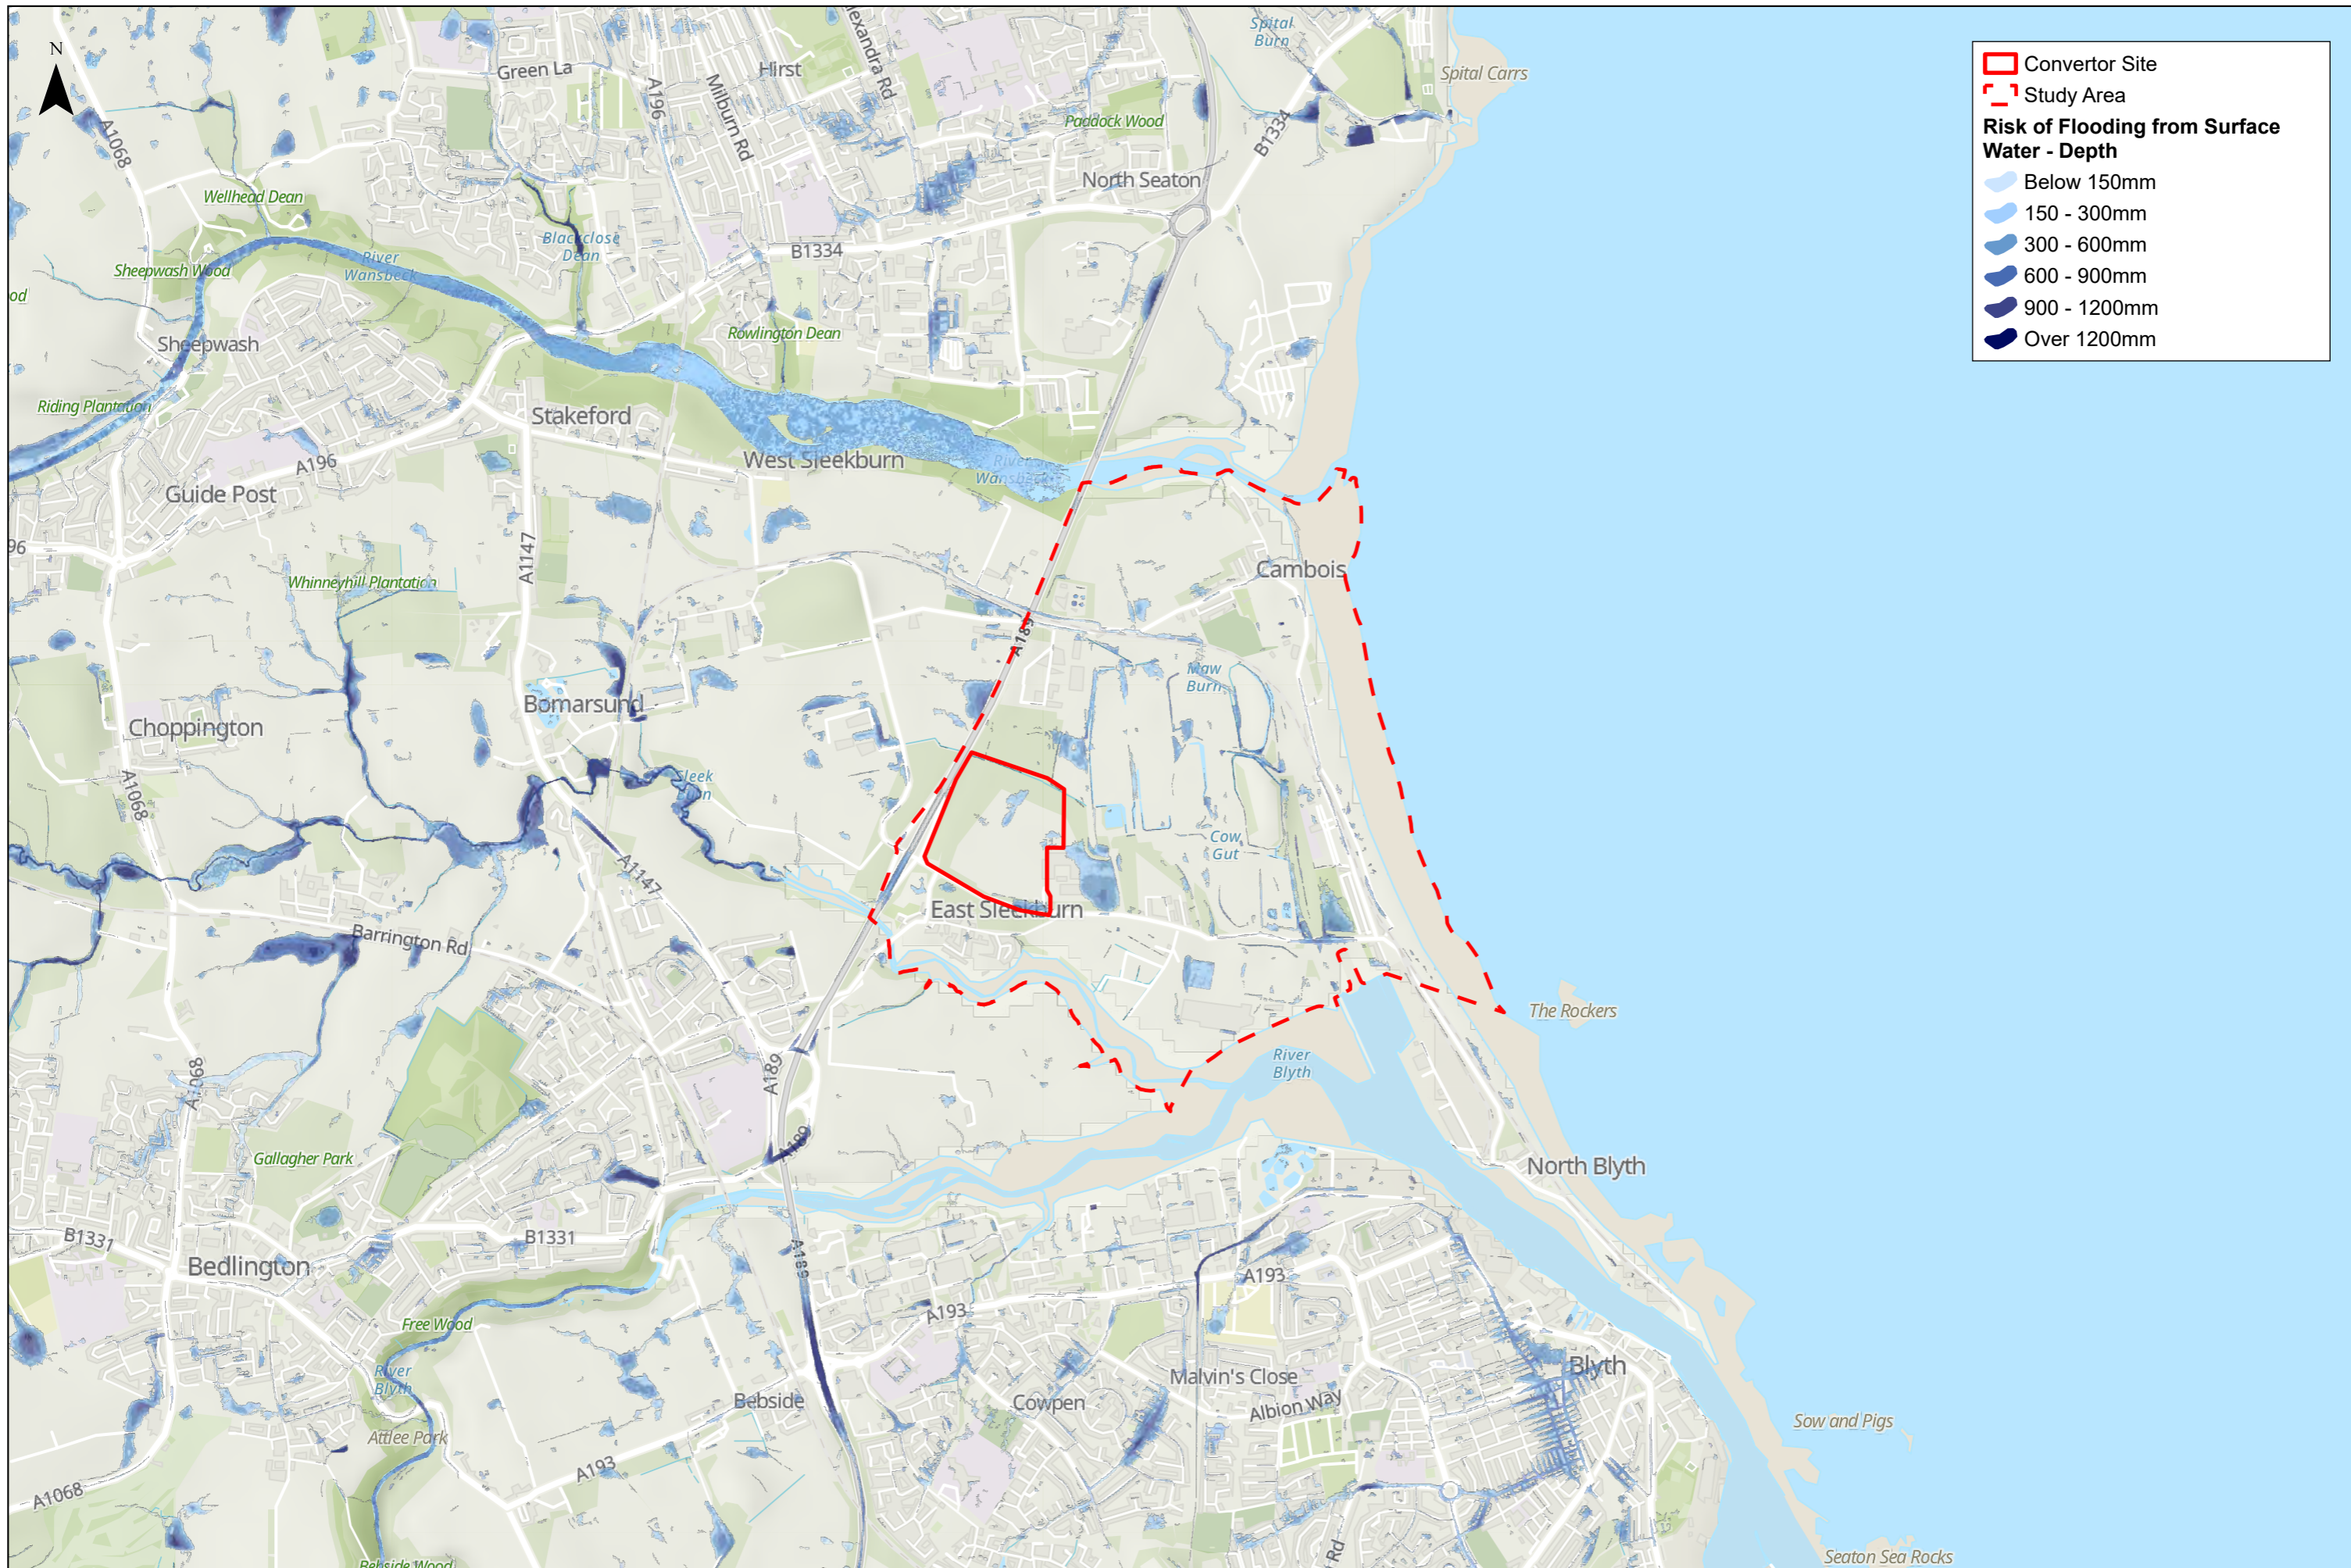 N
Convertor Site
Study Area
Risk of Flooding from Surface
Water - Depth
Below 150mm
150 - 300mm
300 - 600mm
600 - 900mm
900 - 1200mm
Over 1200mm
Spital
Burn
Spital Carrs
Green La
Hirst
A196
Milburn Rd
A1068
Paddock Wood
B1334
North Seaton
Wellhead Dean
Blackclose
Dean
River
Wansbeck
B1334
Sheepwash Wood
Rowlington Dean
Sheepwash
Riding Plantation
Stakeford
West Sleekburn
River
Wansbeck
A196
Guide Post
A1147
Cambois
Whinneyhill Plantation
A189
Maw
Burn
Bomarsund
Choppington
Sleek
Burn
A1068
Cow
Gut
A1147
East Sleekburn
Barrington Rd
The Rockers
River
Blyth
A189
A1068
A189
Gallagher Park
North Blyth
B1331
B1331
Bedlington
A189
A193
A193
Free Wood
River
Blyth
Malvin's Close
Blyth
Bebside
Cowpen
Albion Way
Sow and Pigs
Attlee Park
A193
A1068
Rd
Bebside Wood
Seaton Sea Rocks